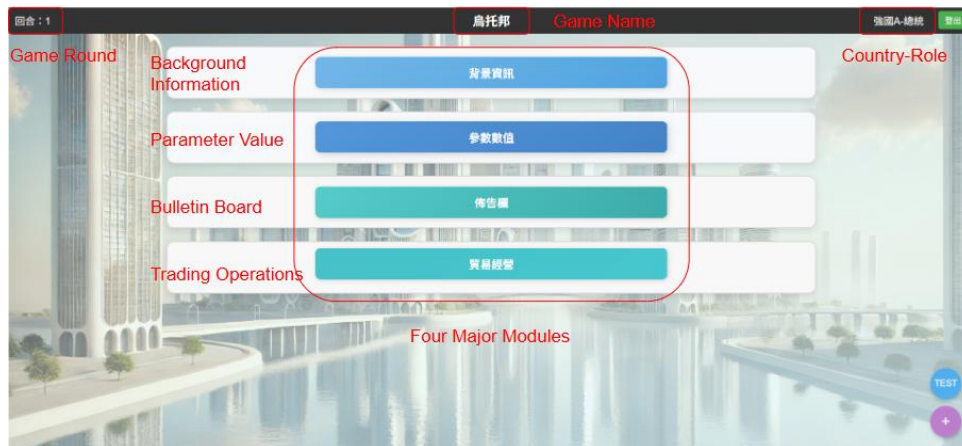 回合：1
烏托邦
Game Name
強國A-總統
登出
Game Round
Country-Role
Background
Information
背景資訊
Parameter Value
參數數值
Bulletin Board
佈告欄
Trading Operations
貿易經營
Four Major Modules
TEST
+